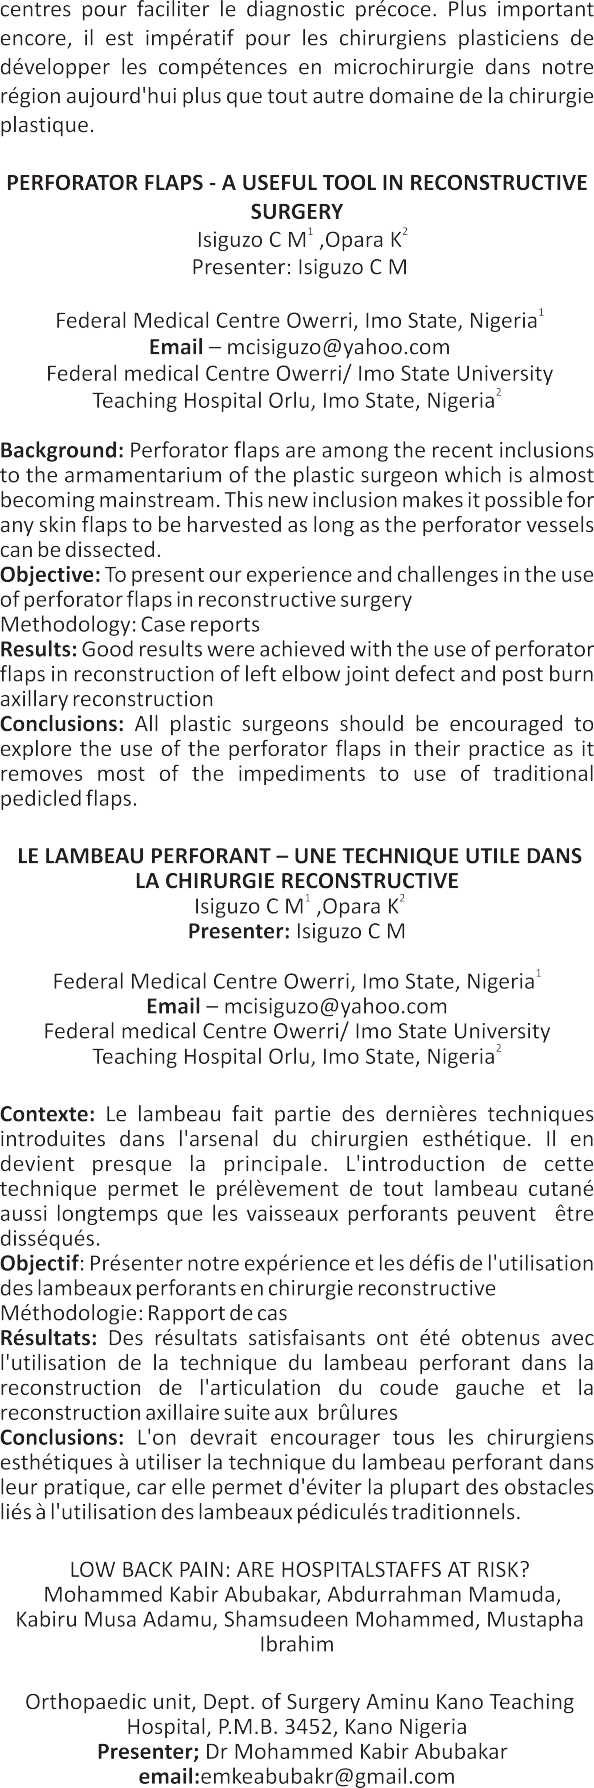 centres pour faciliter le diagnostic précoce. Plus important
encore, il est impératif pour les chirurgiens plasticiens de
développer les compétences en microchirurgie dans notre
région aujourd'hui plus que tout autre domaine de la chirurgie
plastique.
PERFORATOR FLAPS - A USEFUL TOOL IN RECONSTRUCTIVE
SURGERY
Isiguzo C M1 ,Opara K2
Presenter: Isiguzo C M
Federal Medical Centre Owerri, Imo State, Nigeria1
Email – mcisiguzo@yahoo.com
Federal medical Centre Owerri/ Imo State University
Teaching Hospital Orlu, Imo State, Nigeria2
Background: Perforator flaps are among the recent inclusions
to the armamentarium of the plastic surgeon which is almost
becoming mainstream. This new inclusion makes it possible for
any skin flaps to be harvested as long as the perforator vessels
can be dissected.
Objective: To present our experience and challenges in the use
of perforator flaps in reconstructive surgery
Methodology: Case reports
Results: Good results were achieved with the use of perforator
flaps in reconstruction of left elbow joint defect and post burn
axillary reconstruction
Conclusions: All plastic surgeons should be encouraged to
explore the use of the perforator flaps in their practice as it
removes most of the impediments to use of traditional
pedicled flaps.
LE LAMBEAU PERFORANT – UNE TECHNIQUE UTILE DANS
LA CHIRURGIE RECONSTRUCTIVE
Isiguzo C M1 ,Opara K2
Presenter: Isiguzo C M
Federal Medical Centre Owerri, Imo State, Nigeria1
Email – mcisiguzo@yahoo.com
Federal medical Centre Owerri/ Imo State University
Teaching Hospital Orlu, Imo State, Nigeria2
Contexte: Le lambeau fait partie des dernières techniques
introduites dans l'arsenal du chirurgien esthétique. Il en
devient presque la principale. L'introduction de cette
technique permet le prélèvement de tout lambeau cutané
aussi longtemps que les vaisseaux perforants peuvent être
disséqués.
Objectif: Présenter notre expérience et les défis de l'utilisation
des lambeaux perforants en chirurgie reconstructive
Méthodologie: Rapport de cas
Résultats: Des résultats satisfaisants ont été obtenus avec
l'utilisation de la technique du lambeau perforant dans la
reconstruction de l'articulation du coude gauche et la
reconstruction axillaire suite aux brûlures
Conclusions: L'on devrait encourager tous les chirurgiens
esthétiques à utiliser la technique du lambeau perforant dans
leur pratique, car elle permet d'éviter la plupart des obstacles
liés à l'utilisation des lambeaux pédiculés traditionnels.
LOW BACK PAIN: ARE HOSPITALSTAFFS AT RISK?
Mohammed Kabir Abubakar, Abdurrahman Mamuda,
Kabiru Musa Adamu, Shamsudeen Mohammed, Mustapha
Ibrahim
Orthopaedic unit, Dept. of Surgery Aminu Kano Teaching
Hospital, P.M.B. 3452, Kano Nigeria
Presenter; Dr Mohammed Kabir Abubakar
email:emkeabubakr@gmail.com